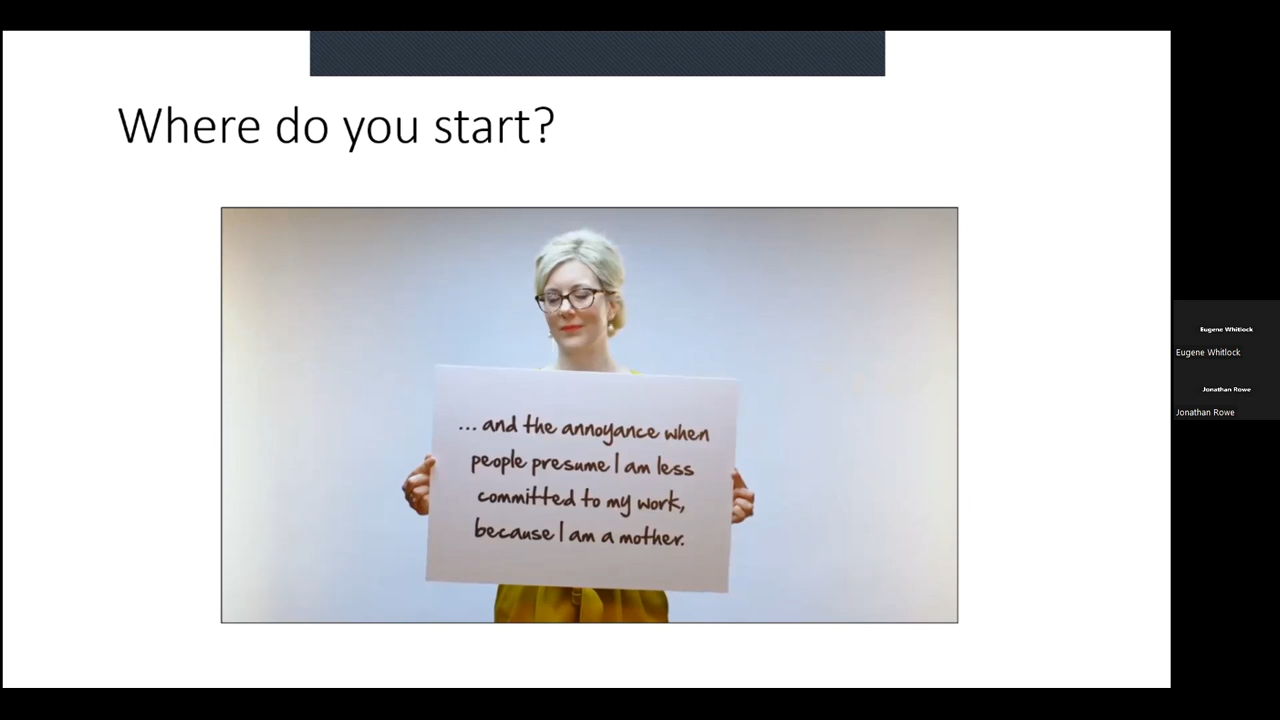 Where do you start?
... and the annoyance when
people presume I am less
committed to my work,
because I am a mother.
Eugene Whitlock
Eugene Whitlock
Jonathan Rowe
Jonathan Rowe